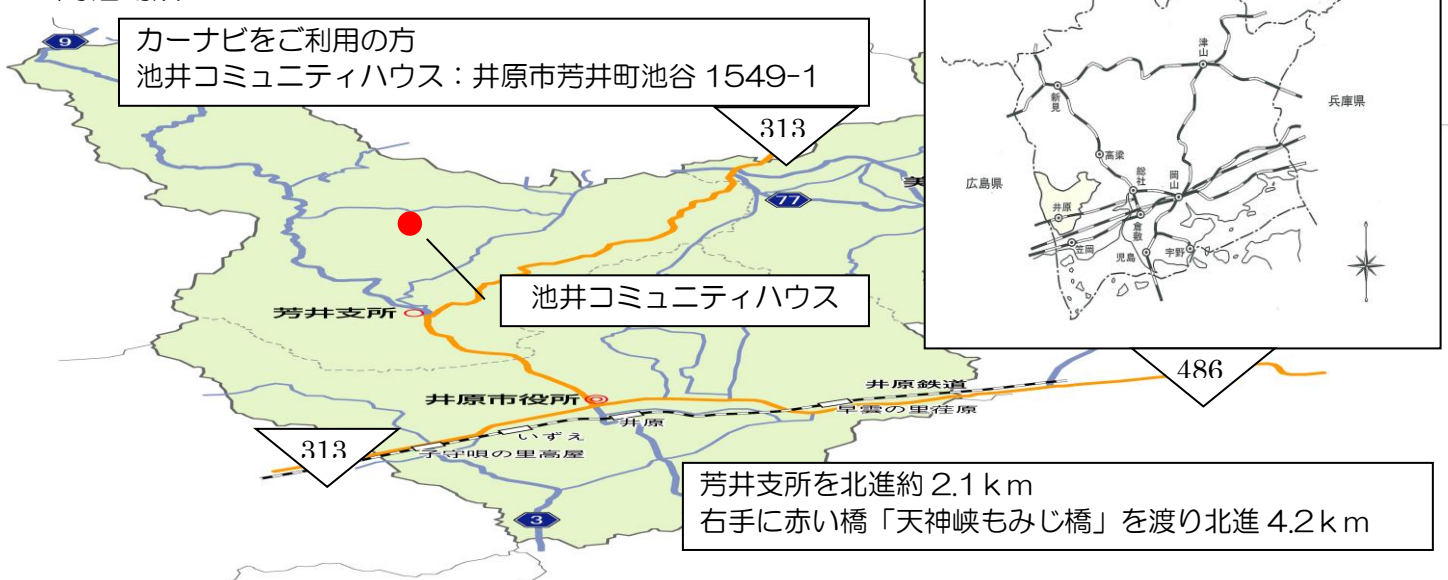 カーナビをご利用の方
池井コミュニティハウス：井原市芳井町池谷 1549-1
9
313
77
美
池井コミュニティハウス
芳井支所
井原市役所
井原鉄道
486
早雲の里荏原
井原
いずえ
子守唄の里高屋
313
3
芳井支所を北進約 2.1ｋｍ
右手に赤い橋「天神峡もみじ橋」を渡り北進 4.2ｋｍ
津山
新見
兵庫県
高梁
総社
岡山
広島県
井原
倉敷
笠岡
児島
宇野